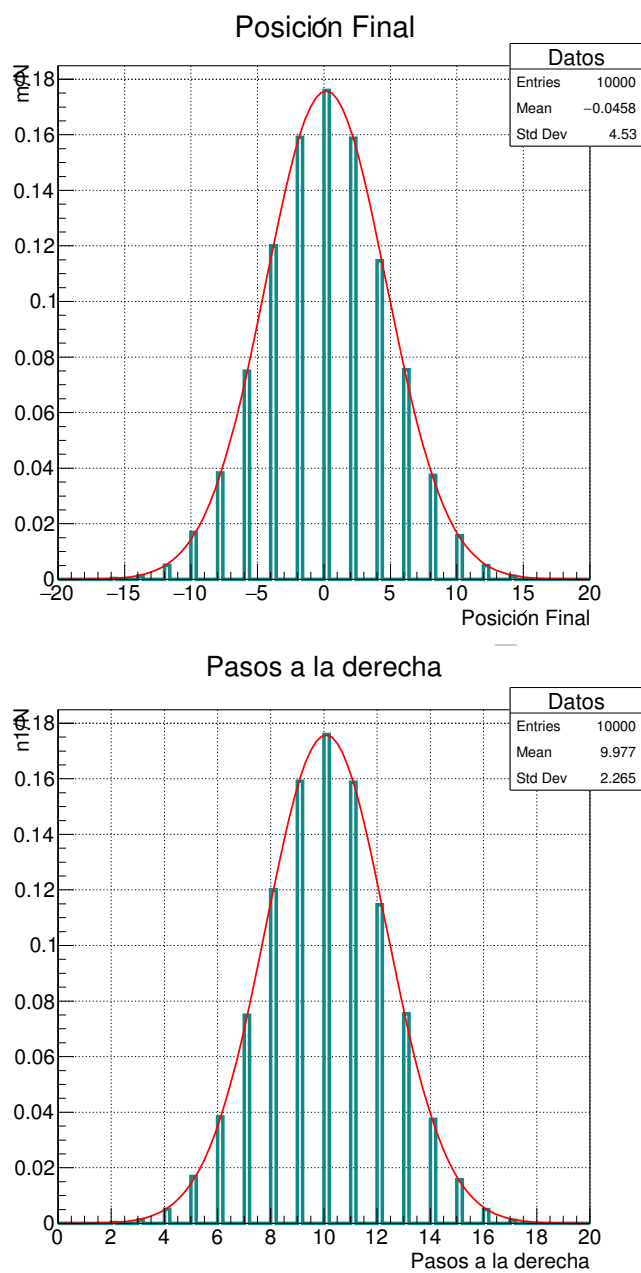 Posición Final
m/N
Datos
Entries 10000
Mean −0.0458
Std Dev 4.53
0.18
0.16
0.14
0.12
0.1
0.08
0.06
0.04
0.02
0
−20 −15 −10 −5 0 5 10 15 20
Posición Final
Pasos a la derecha
n1/N
Datos
Entries 10000
Mean 9.977
Std Dev 2.265
0.18
0.16
0.14
0.12
0.1
0.08
0.06
0.04
0.02
0
0 2 4 6 8 10 12 14 16 18 20
Pasos a la derecha